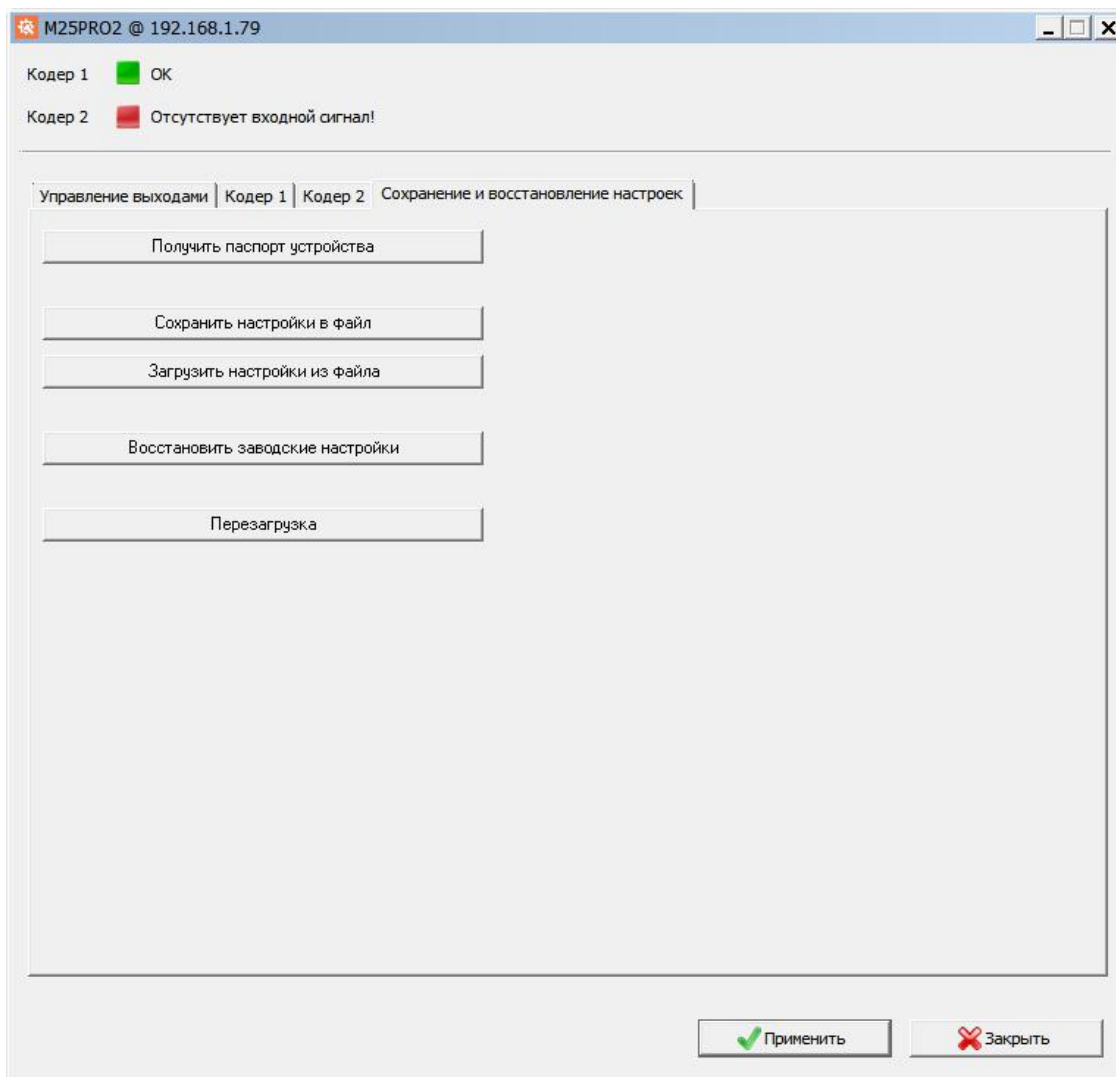 M25PRO2 @ 192.168.1.79
Кодер 1 OK
Кодер 2 Отсутствует входной сигнал!
Управление выходами Кодер 1 Кодер 2 Сохранение и восстановление настроек
Получить паспорт устройства
Сохранить настройки в файл
Загрузить настройки из файла
Восстановить заводские настройки
Перезагрузка
Применить Закрыть